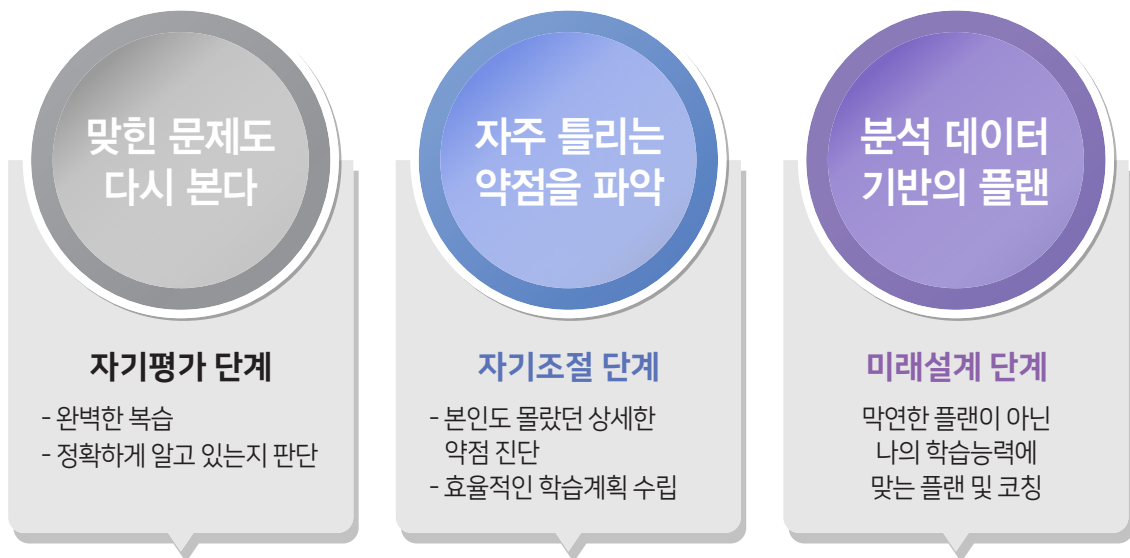 맞힌 문제도
다시 본다
자기평가 단계
- 완벽한 복습
- 정확하게 알고 있는지 판단
자주 틀리는
약점을 파악
자기조절 단계
- 본인도 몰랐던 상세한
약점 진단
- 효율적인 학습계획 수립
분석 데이터
기반의 플랜
미래설계 단계
막연한 플랜이 아닌
나의 학습능력에
맞는 플랜 및 코칭